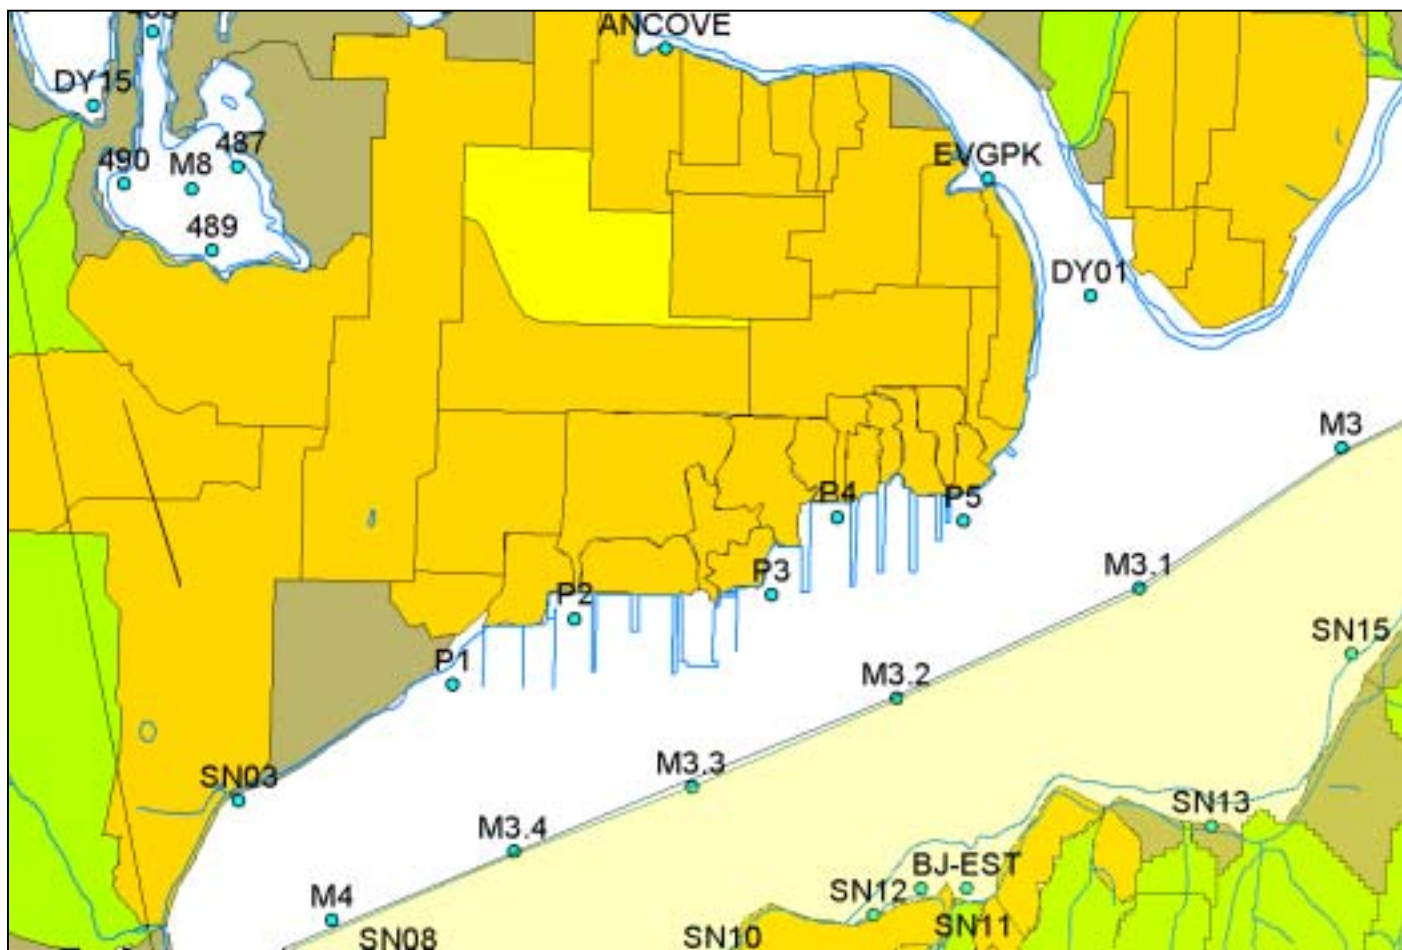 ANCOVE
DY15
487
EVGPK
490
M8
489
DY01
M3
P4
P5
M3.1
P3
P2
SN15
P1
M3.2
M3.3
SN03
SN13
M3.4
BJ-EST
SN12
M4
SN11
SN08
SN10